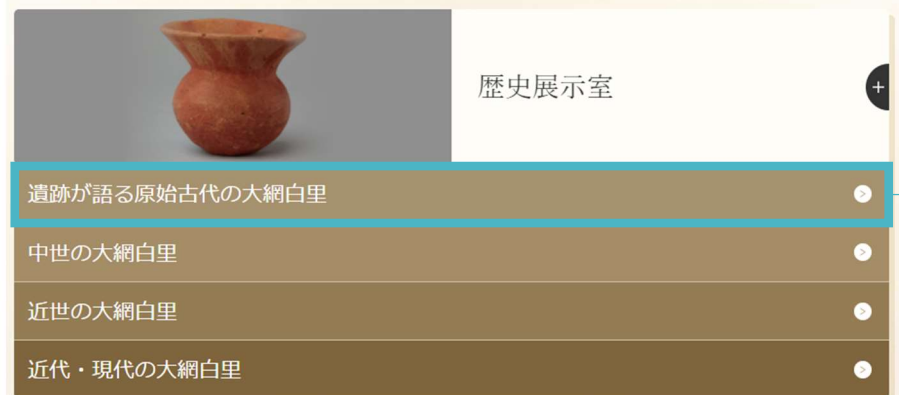 歴史展示室
遺跡が語る原始古代の大網白里
中世の大網白里
近世の大網白里
近代・現代の大網白里